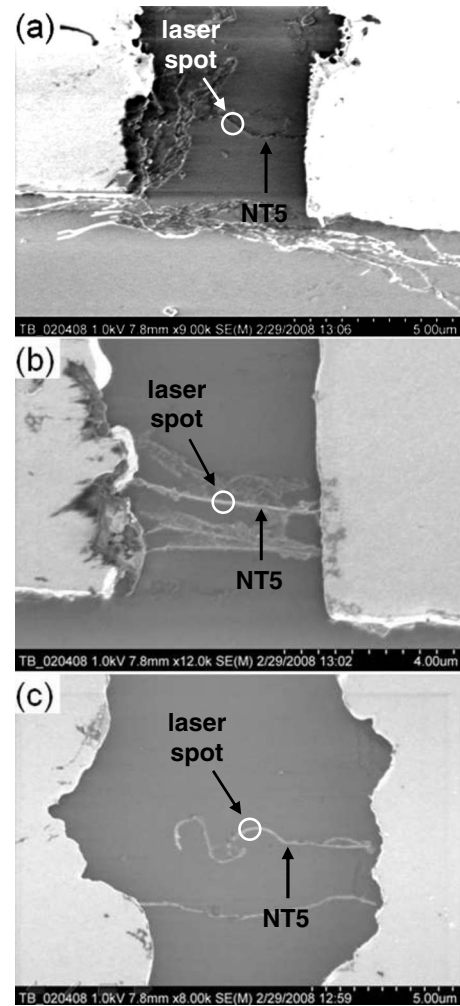 (a)
laser
spot
NT5
TB_020408 1.0kV 7.8mm x9.00k SE(M) 2/29/2008 13:06 5.00um
(b)
laser
spot
NT5
TB_020408 1.0kV 7.8mm x12.0k SE(M) 2/29/2008 13:02 4.00um
(c)
laser
spot
NT5
TB_020408 1.0kV 7.8mm x8.00k SE(M) 2/29/2008 12:59 5.00um